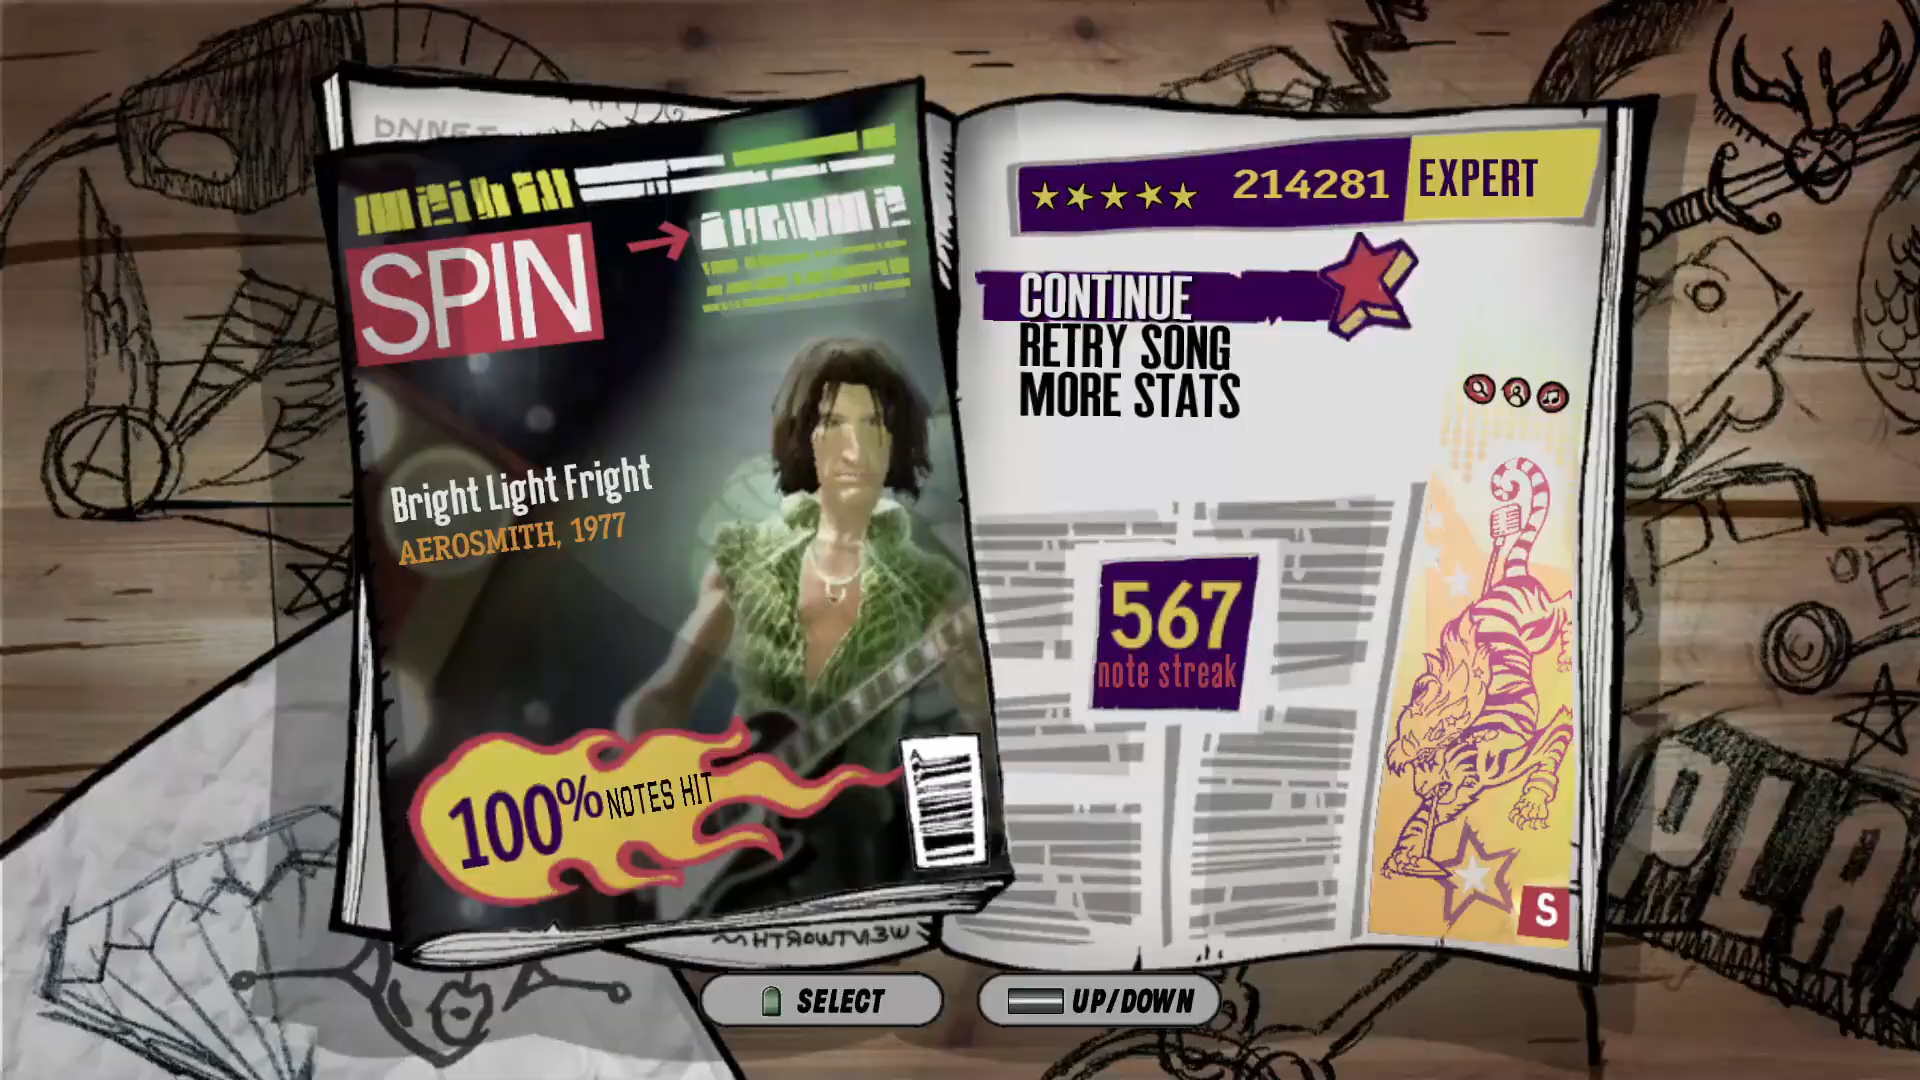 SPIN
Bright Light Fright
AEROSMITH, 1977
100% NOTES HIT
214281 EXPERT
CONTINUE
RETRY SONG
MORE STATS
567
note streak
S
SELECT
UP/DOWN